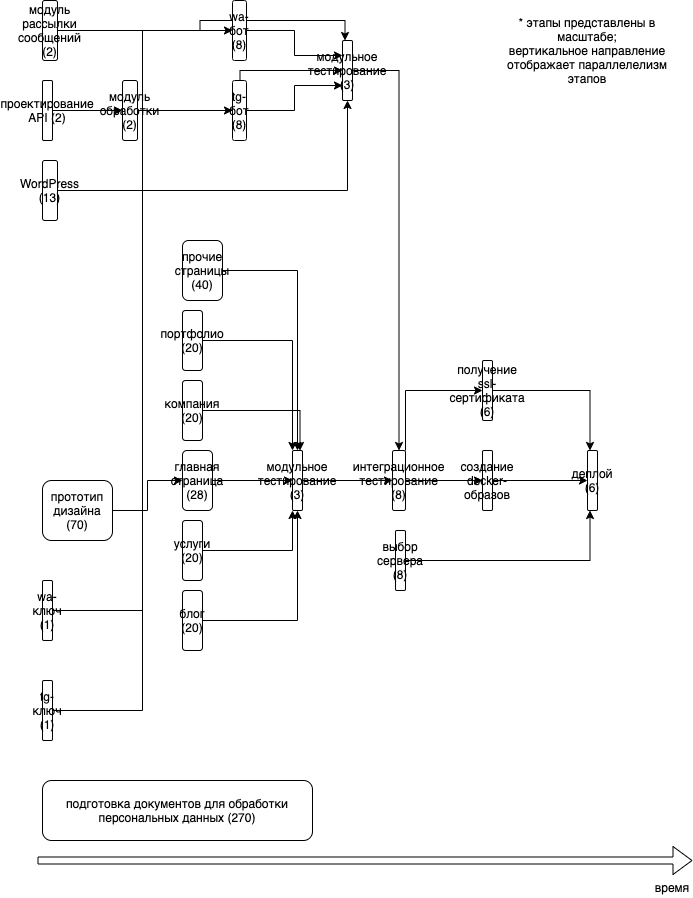 модуль
рассылки
сообщений
(2)
wa-
бот
(8)
* этапы представлены в
масштабе;
вертикальное направление
отображает параллелелизм
этапов
модульное
тестирование
(3)
проектирование
API (2)
модуль
обработки
(2)
tg-
бот
(8)
WordPress
(13)
прочие
страницы
(40)
портфолио
(20)
компания
(20)
получение
ssl-
сертификата
(6)
главная
страница
(28)
модульное
тестирование
(3)
интеграционное
тестирование
(8)
создание
docker-
образов
деплой
(6)
прототип
дизайна
(70)
услуги
(20)
выбор
сервера
(8)
wa-
ключ
(1)
блог
(20)
tg-
ключ
(1)
подготовка документов для обработки
персональных данных (270)
время